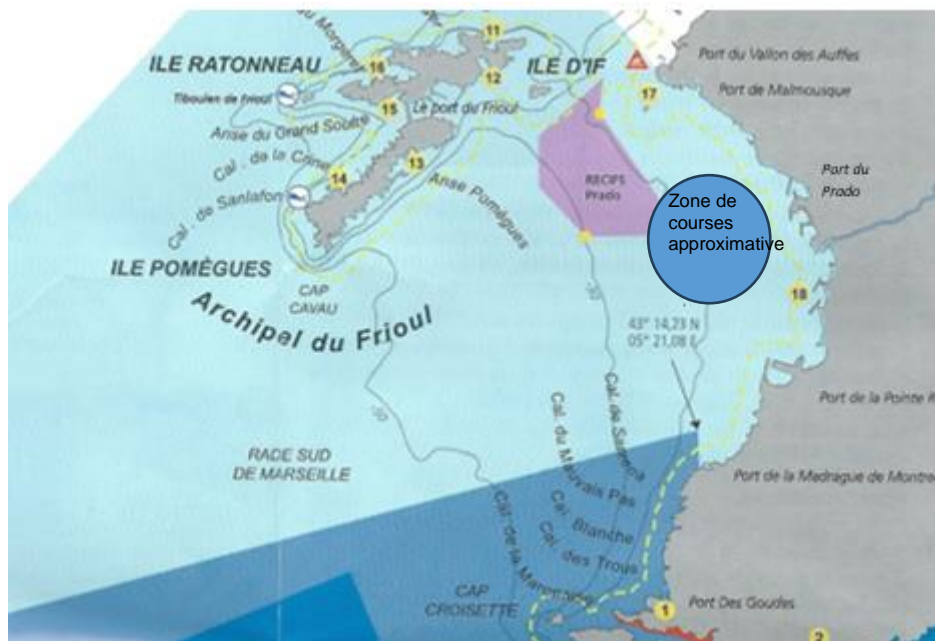 11
Port du Vallon des Auffes
ILE RATONNEAU
16
ILE D'IF
12
17
Port de Malmousque
Tiboulen de frioul
15
Le port du Frioul
Anse du Grand Soufre
13
Cal. de la Crine
14
Anse Pomègues
RECIFS
Prado
Port du
Prado
Zone de
courses
approximative
Cal. de Sanlafon
ILE POMÈGUES
CAP
CAVAU
Archipel du Frioul
-30
18
43° 14,23 N
05° 21,08 E
Port de la Pointe R
-50
Cal. de Samena
Cal. du Mauvais Pas
RADE SUD
DE MARSEILLE
Port de la Madrague de Montre
Cal. Blanche
Cal. des Trous
Cal. de la Maronaise
CAP
CROISETTE
1
Port Des Goudes
2